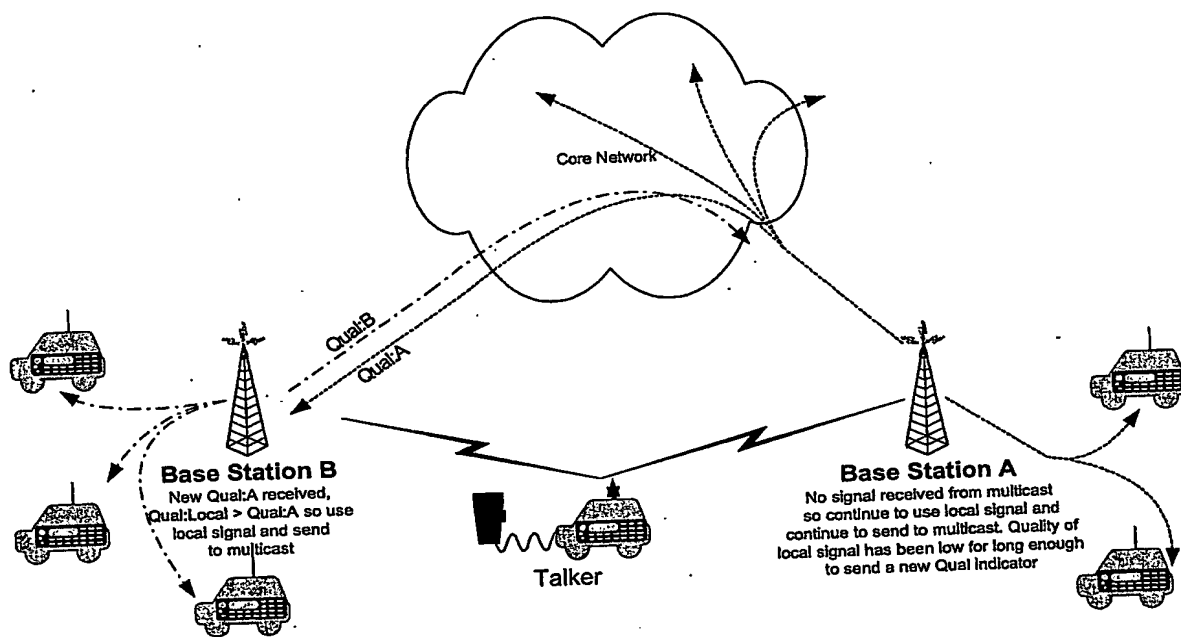 Core Network
Qual:B
Qual:A
Base Station B
New Qual:A received,
Qual:Local > Qual:A so use
local signal and send
to multicast
Talker
Base Station A
No signal received from multicast
so continue to use local signal and
continue to send to multicast. Quality of
local signal has been low for long enough
to send a new Qual indicator